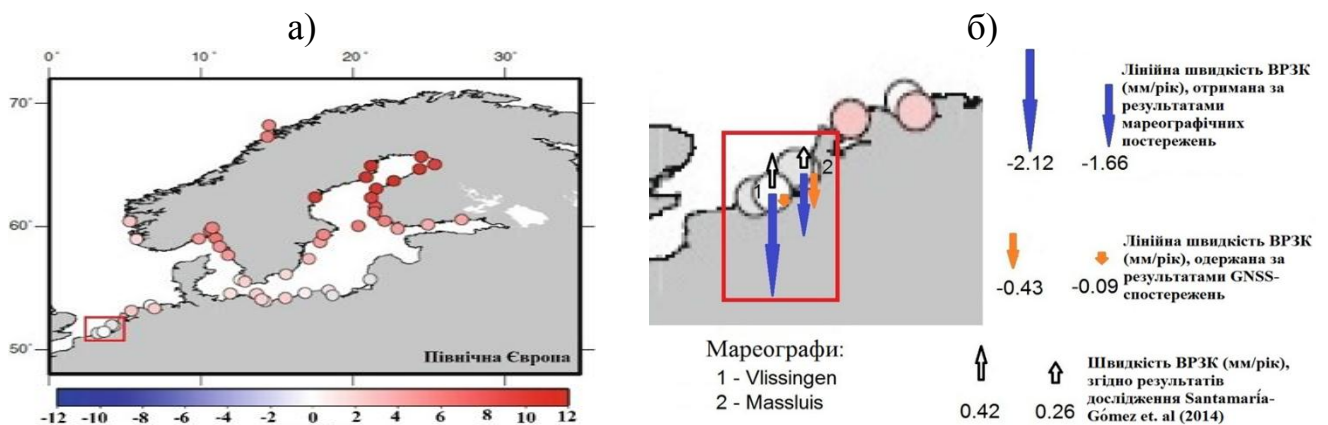 а)
0° 10° 20° 30°
70°
60°
50°
Північна Європа
-12 -10 -8 -6 -4 -2 0 2 4 6 8 10 12
б)
1
2
Мареографи:
1 - Vlissingen
2 - Massluis
-2.12 -1.66
Лінійна швидкість ВРЗК
(мм/рік), отримана за
результатами
мареографічних
постережень
-0.43 -0.09
Лінійна швидкість ВРЗК
(мм/рік), одержана за
результатами GNSS-
спостережень
0.42 0.26
Швидкість ВРЗК (мм/рік),
згідно результатів
дослідження Santamaría-
Gómez et. al (2014)